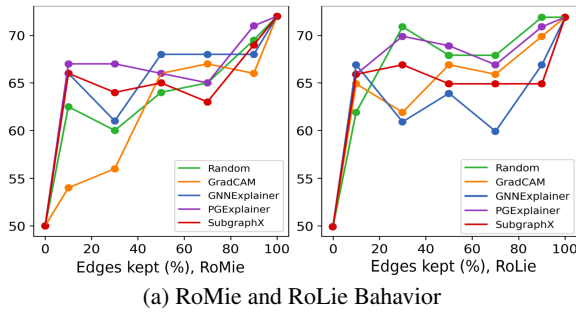 70
65
60
55
50
0 20 40 60 80 100
Edges kept (%), RoMie
Random
GradCAM
GNNExplainer
PGExplainer
SubgraphX
70
65
60
55
50
0 20 40 60 80 100
Edges kept (%), RoLie
Random
GradCAM
GNNExplainer
PGExplainer
SubgraphX
(a) RoMie and RoLie Bahavior